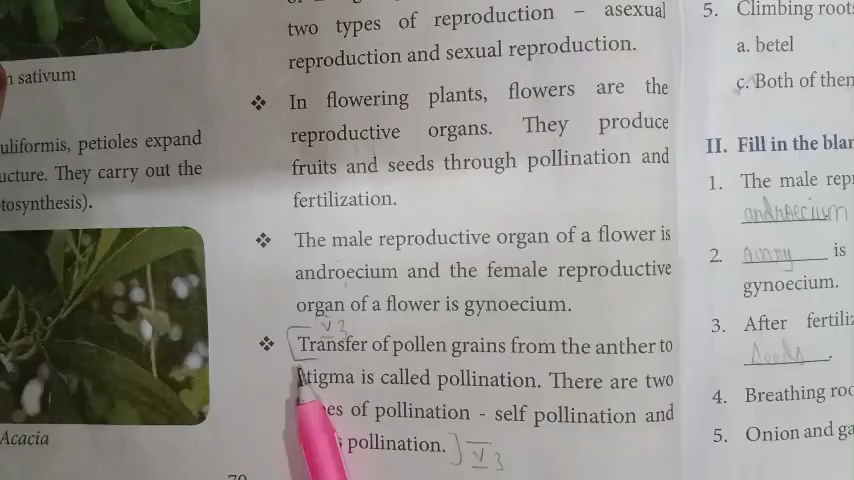 n sativum
uliformis, petioles expand
ucture. They carry out the
tosynthesis).
Acacia
two types of reproduction – asexual
reproduction and sexual reproduction.
❖ In flowering plants, flowers are the
reproductive organs. They produce
fruits and seeds through pollination and
fertilization.
❖ The male reproductive organ of a flower is
androecium and the female reproductive
organ of a flower is gynoecium.
V 3
❖ Transfer of pollen grains from the anther to
stigma is called pollination. There are two
es of pollination - self pollination and
s pollination.
V 3
5. Climbing roots
a. betel
c. Both of them
II. Fill in the blan
1. The male repr
androecium
2. is
gynoecium.
3. After fertiliz
4. Breathing roo
5. Onion and ga